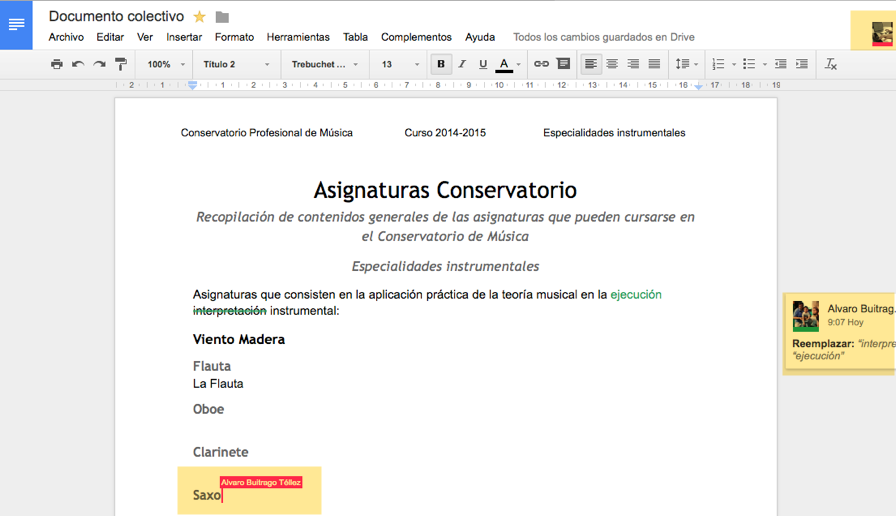 Documento colectivo
Archivo Editar Ver Insertar Formato Herramientas Tabla Complementos Ayuda Todos los cambios guardados en Drive
100% Título 2 Trebuchet ... 13 B I U A
2 1 1 2 3 4 5 6 7 8 9 10 11 12 13 14 15 16 17 18 19
Conservatorio Profesional de Música Curso 2014-2015 Especialidades instrumentales
Asignaturas Conservatorio
Recopilación de contenidos generales de las asignaturas que pueden cursarse en
el Conservatorio de Música
Especialidades instrumentales
Asignaturas que consisten en la aplicación práctica de la teoría musical en la ejecución
interpretación instrumental:
Alvaro Buitrag.
9:07 Hoy
Reemplazar: "interpre
"ejecución"
Viento Madera
Flauta
La Flauta
Oboe
Clarinete
Alvaro Buitrago Téllez
Saxo